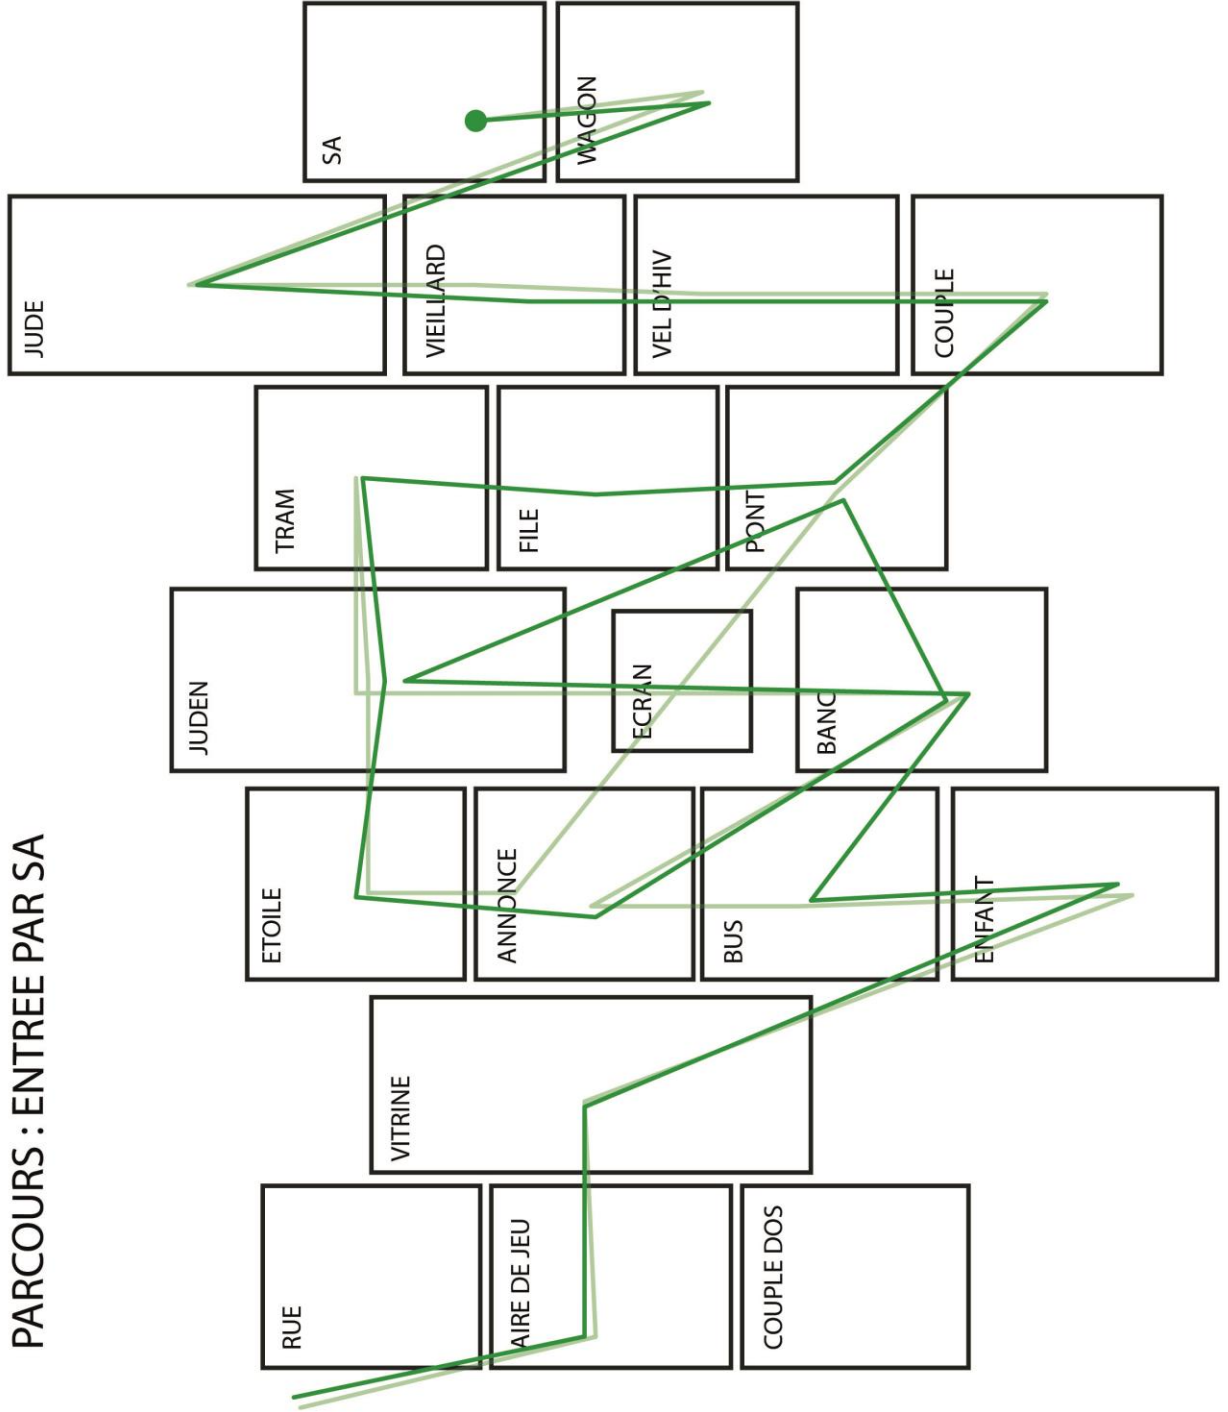 PARCOURS : ENTREE PAR SA
SA
WAGON
JUDE
VIEILLARD
VEL D'HIV
COUPLE
TRAM
FILE
PONT
JUDEN
ECRAN
BANC
ETOILE
ANNONCE
BUS
ENFANT
VITRINE
RUE
AIRE DE JEU
COUPLE DOS